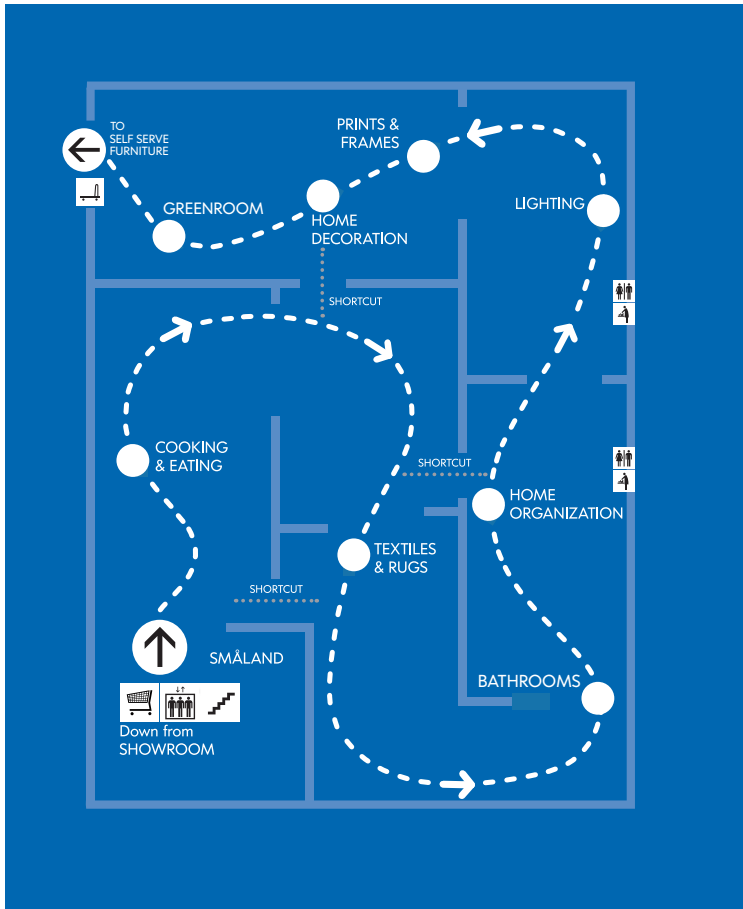 TO
SELF SERVE
FURNITURE
PRINTS &
FRAMES
GREENROOM
LIGHTING
HOME
DECORATION
SHORTCUT
COOKING
& EATING
SHORTCUT
HOME
ORGANIZATION
TEXTILES
& RUGS
SHORTCUT
SMÅLAND
BATHROOMS
Down from
SHOWROOM